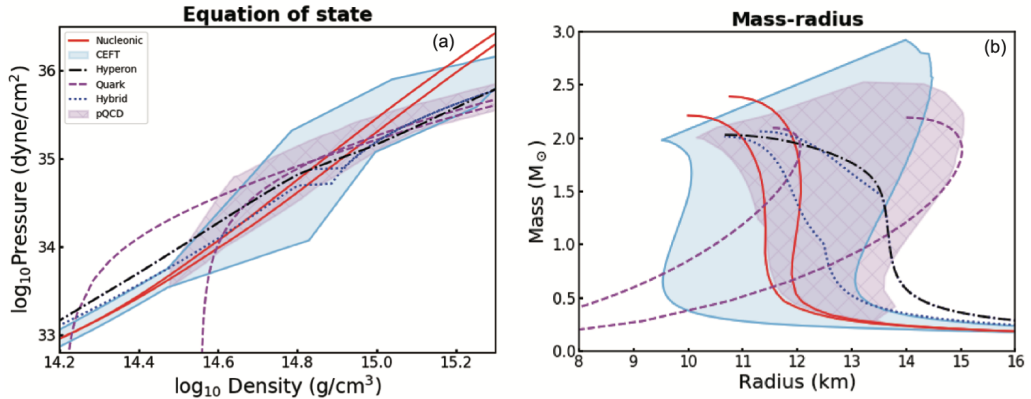 Equation of state
(a)
Nucleonic
CEFT
Hyperon
Quark
Hybrid
pQCD
log₁₀Pressure (dyne/cm²)
36
35
34
33
14.2 14.4 14.6 14.8 15.0 15.2
log₁₀ Density (g/cm³)
Mass-radius
(b)
Mass (M⊙)
3.0
2.5
2.0
1.5
1.0
0.5
0.0
8 9 10 11 12 13 14 15 16
Radius (km)